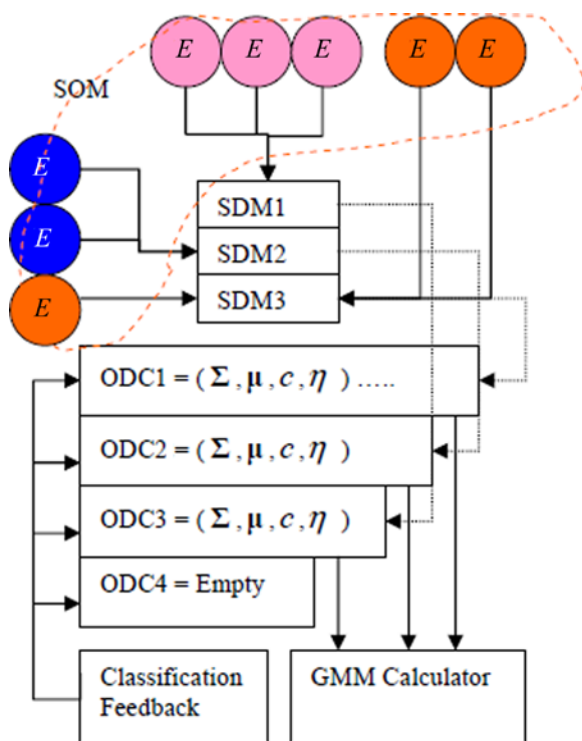 E E E E E
SOM
E
E
E
SDM1
SDM2
SDM3
ODC1 = ( Σ , μ , c , η ) .....
ODC2 = ( Σ , μ , c , η )
ODC3 = ( Σ , μ , c , η )
ODC4 = Empty
Classification
Feedback
GMM Calculator